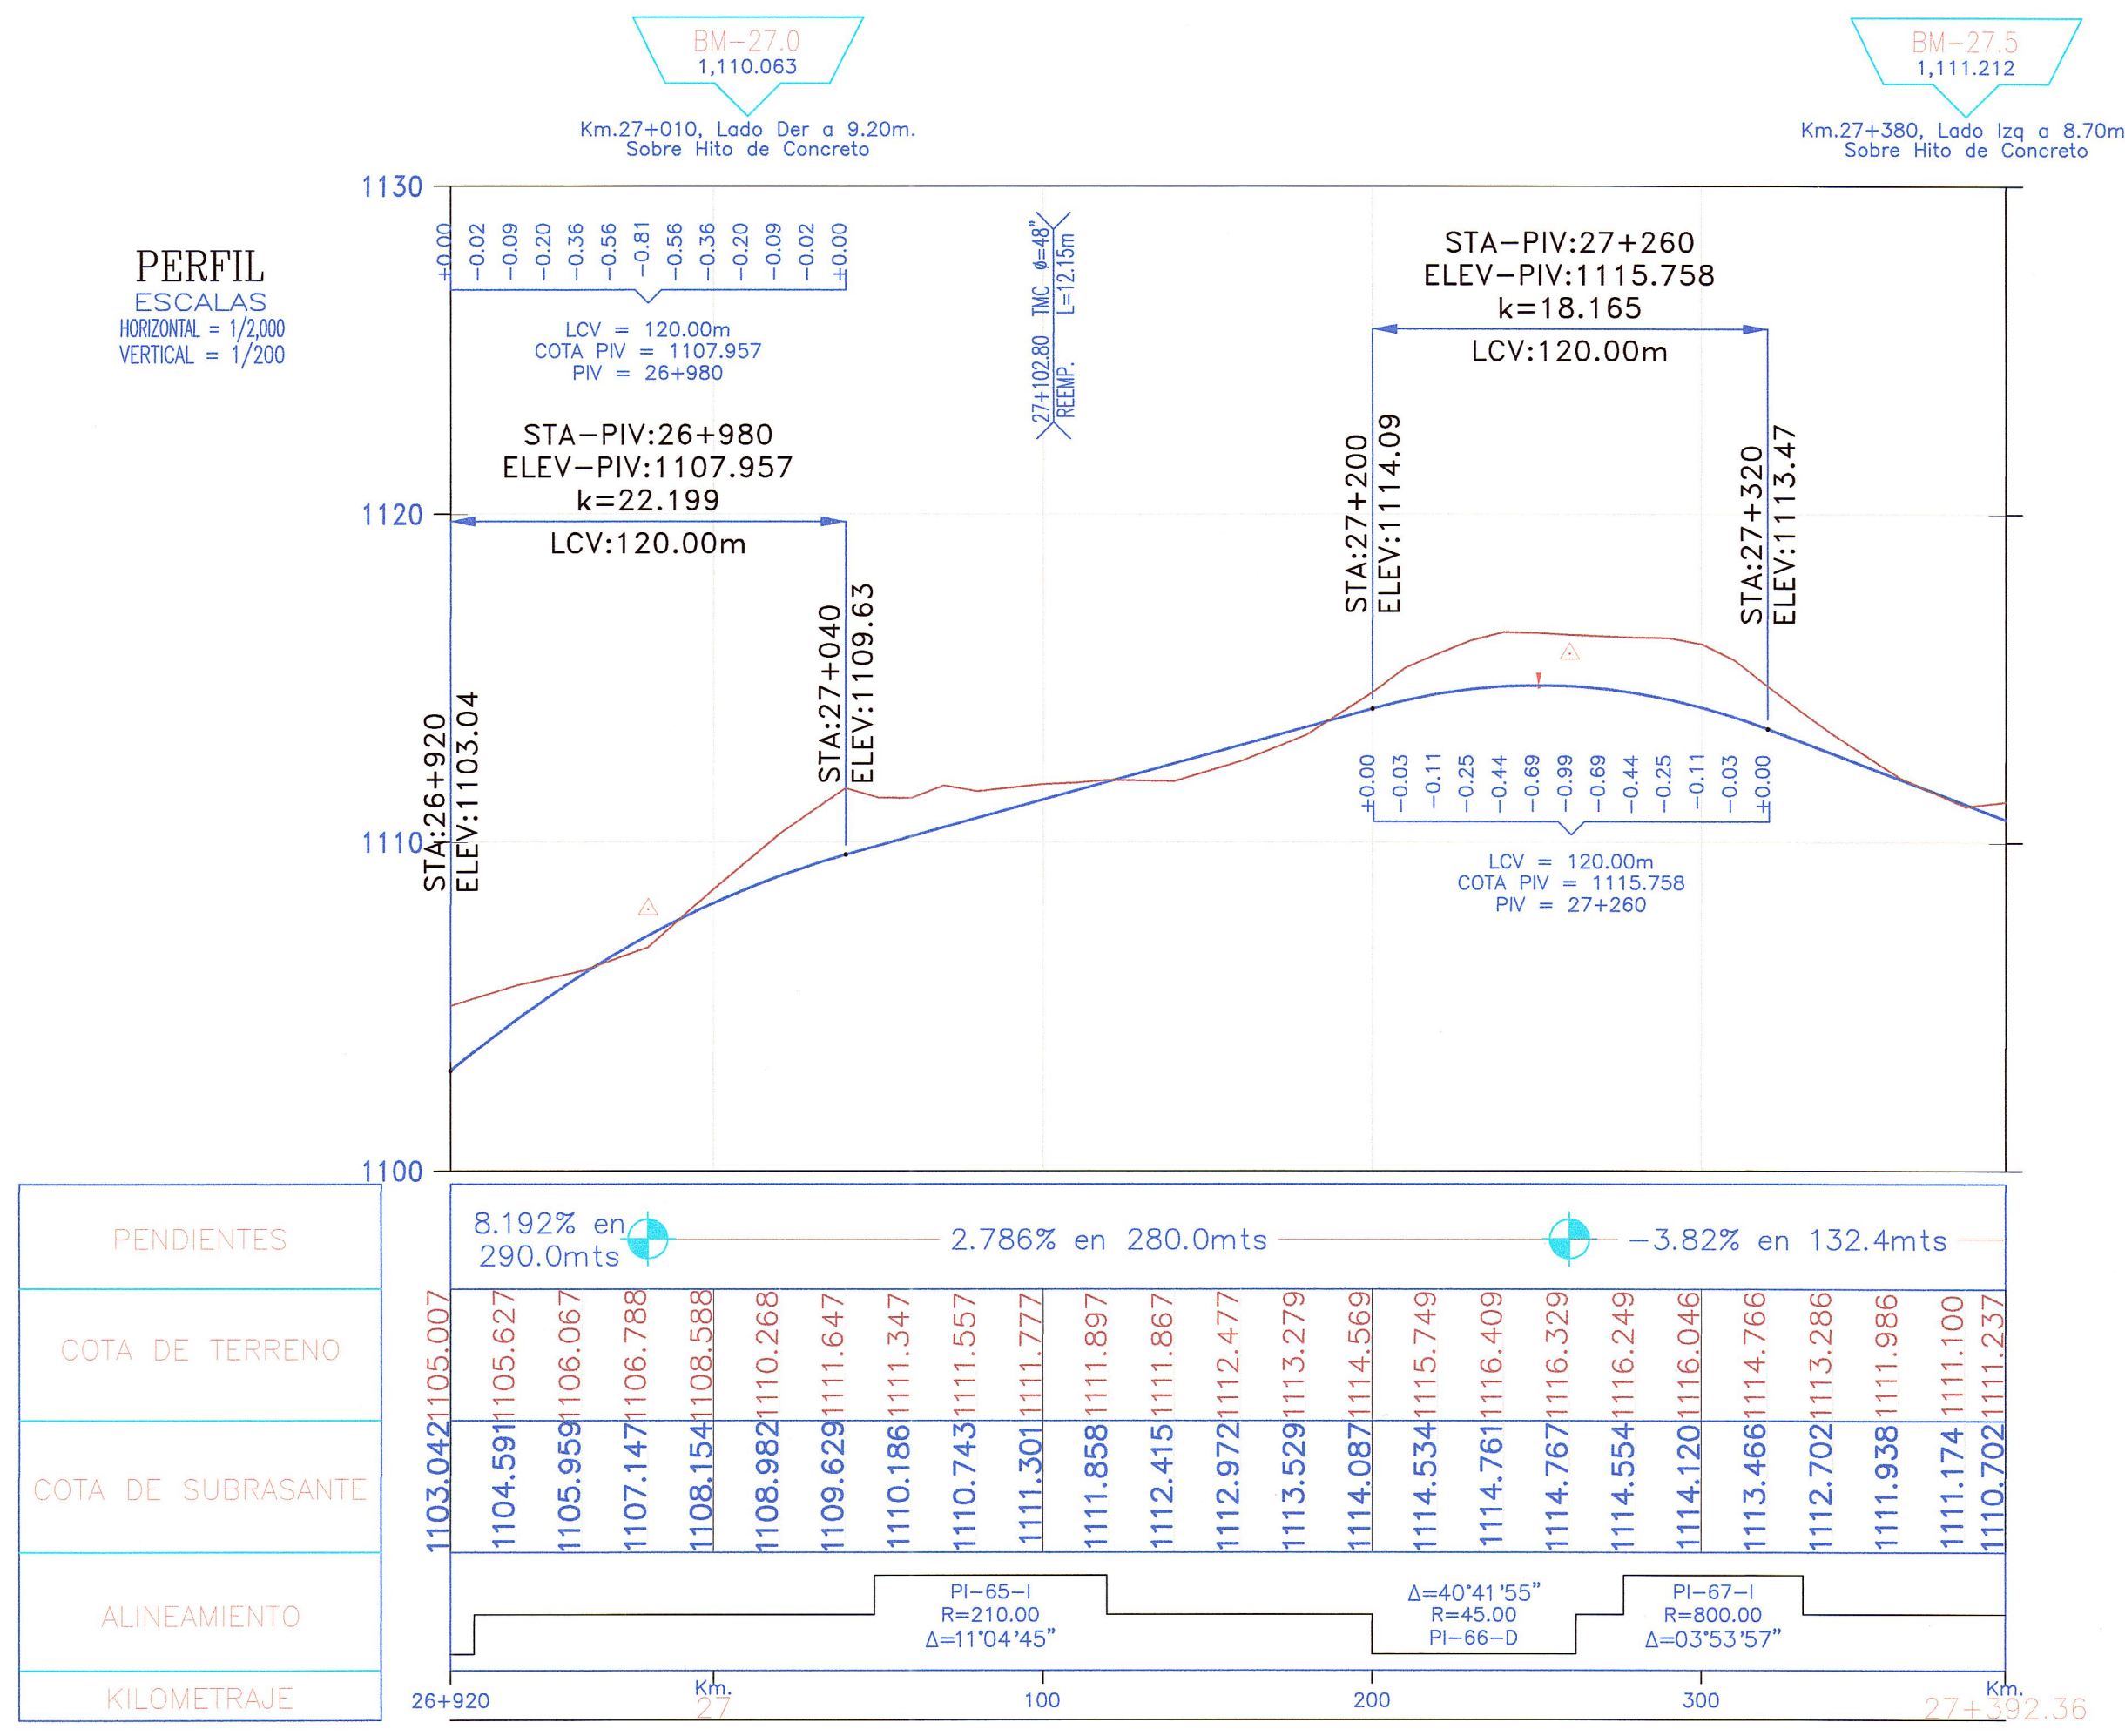 BM-27.0
1,110.063
Km.27+010, Lado Der a 9.20m.
Sobre Hito de Concreto
BM-27.5
1,111.212
Km.27+380, Lado Izq a 8.70m
Sobre Hito de Concreto
PERFIL
ESCALAS
HORIZONTAL = 1/2,000
VERTICAL = 1/200
1130
1120
1110
1100
±0.00
-0.02
-0.09
-0.20
-0.36
-0.56
-0.81
-0.56
-0.36
-0.20
-0.09
-0.02
±0.00
LCV = 120.00m
COTA PIV = 1107.957
PIV = 26+980
STA-PIV:26+980
ELEV-PIV:1107.957
k=22.199
LCV:120.00m
STA:26+920
ELEV:1103.04
STA:27+040
ELEV:1109.63
27+102.80 TMC ø=48"
REEMP. L=12.15m
STA-PIV:27+260
ELEV-PIV:1115.758
k=18.165
LCV:120.00m
STA:27+200
ELEV:1114.09
STA:27+320
ELEV:1113.47
±0.00
-0.03
-0.11
-0.25
-0.44
-0.69
-0.99
-0.69
-0.44
-0.25
-0.11
-0.03
±0.00
LCV = 120.00m
COTA PIV = 1115.758
PIV = 27+260
PENDIENTES
8.192% en
290.0mts
2.786% en 280.0mts
-3.82% en 132.4mts
COTA DE TERRENO
1105.007
1105.627
1106.067
1106.788
1108.588
1110.268
1111.647
1111.347
1111.557
1111.777
1111.897
1111.867
1112.477
1113.279
1114.569
1115.749
1116.409
1116.329
1116.249
1116.046
1114.766
1113.286
1111.986
1111.100
1111.237
COTA DE SUBRASANTE
1103.042
1104.591
1105.959
1107.147
1108.154
1108.982
1109.629
1110.186
1110.743
1111.301
1111.858
1112.415
1112.972
1113.529
1114.087
1114.534
1114.761
1114.767
1114.554
1114.120
1113.466
1112.702
1111.938
1111.174
1110.702
ALINEAMIENTO
PI-65-I
R=210.00
Δ=11°04'45"
Δ=40°41'55"
R=45.00
PI-66-D
PI-67-I
R=800.00
Δ=03°53'57"
KILOMETRAJE
26+920
Km.
27
100
200
300
Km.
27+392.36